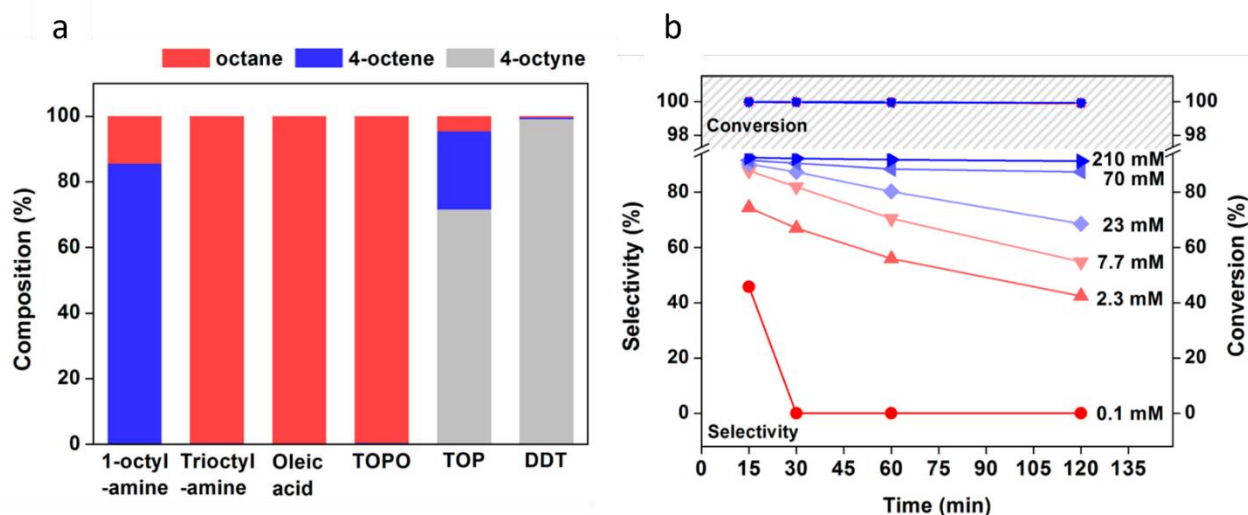 a
octane 4-octene 4-octyne
Composition (%)
100
80
60
40
20
0
1-octyl
-amine
Trioctyl
-amine
Oleic
acid
TOPO
TOP
DDT
b
Selectivity (%)
100
98
80
60
40
20
0
Conversion
Selectivity
210 mM
70 mM
23 mM
7.7 mM
2.3 mM
0.1 mM
100
98
80
60
40
20
0
Conversion (%)
0 15 30 45 60 75 90 105 120 135
Time (min)